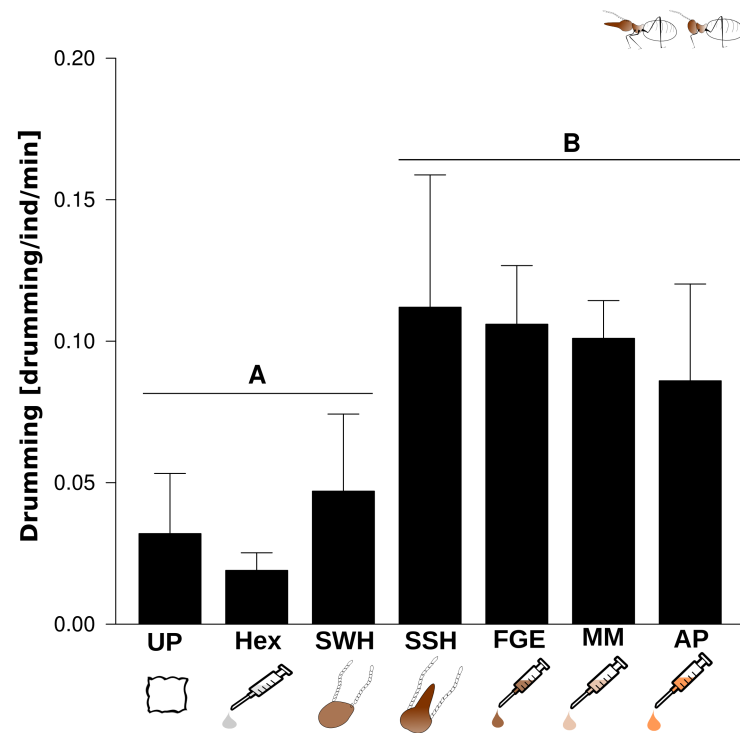 0.20
B
0.15
0.10
A
0.05
0.00
Drumming [drumming/ind/min]
UP Hex SWH SSH FGE MM AP